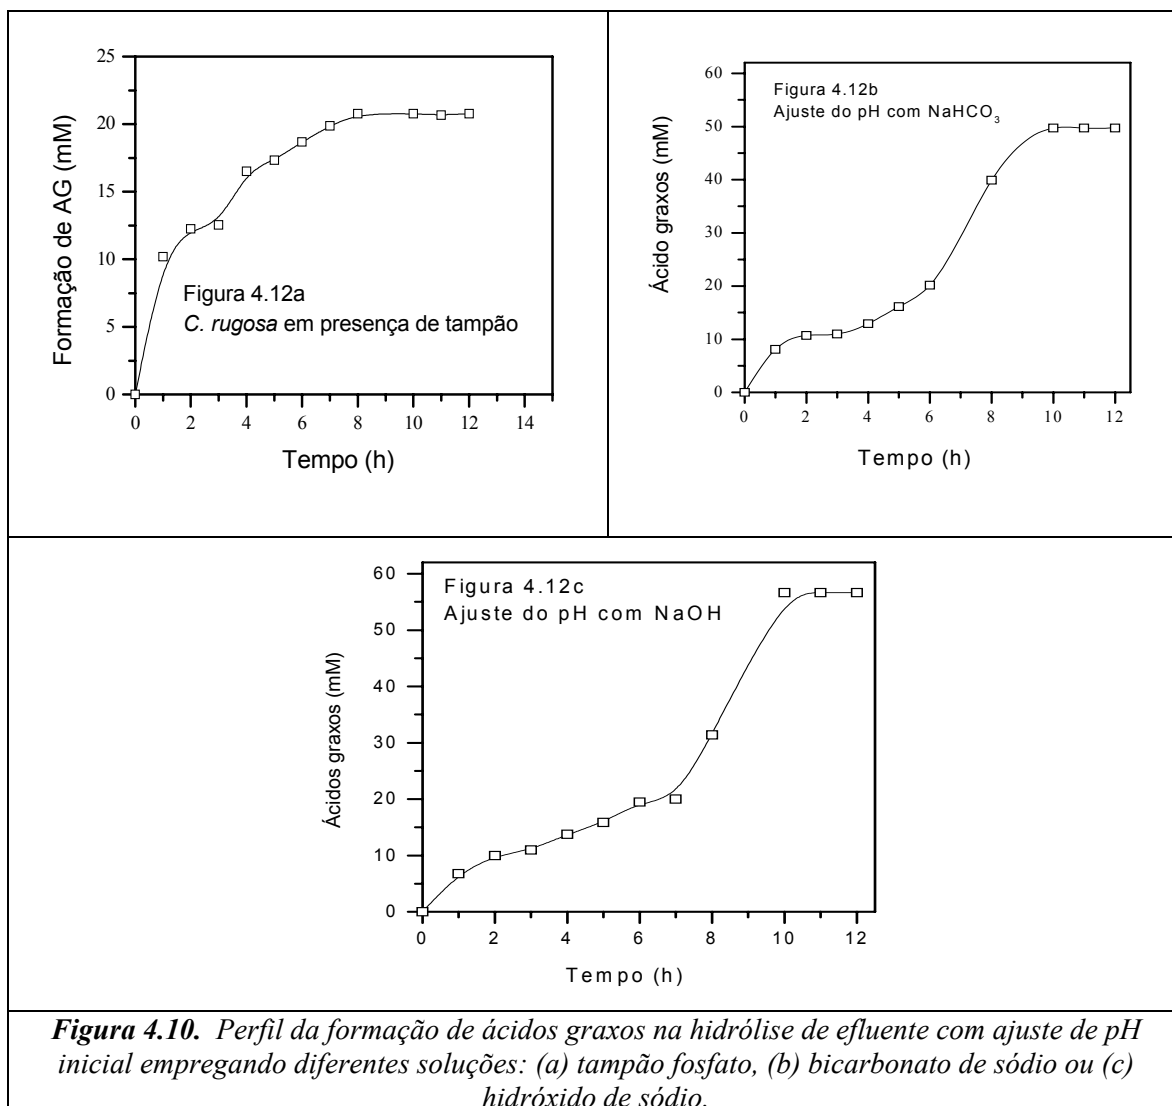 25
20
15
10
5
0
0 2 4 6 8 10 12 14
Formação de AG (mM)
Figura 4.12a
C. rugosa em presença de tampão
Tempo (h)
60
50
40
30
20
10
0
0 2 4 6 8 10 12
Ácido graxos (mM)
Figura 4.12b
Ajuste do pH com NaHCO3
Tempo (h)
60
50
40
30
20
10
0
0 2 4 6 8 10 12
Ácidos graxos (mM)
Figura 4.12c
Ajuste do pH com NaOH
Tempo (h)
Figura 4.10. Perfil da formação de ácidos graxos na hidrólise de efluente com ajuste de pH
inicial empregando diferentes soluções: (a) tampão fosfato, (b) bicarbonato de sódio ou (c)
hidróxido de sódio.